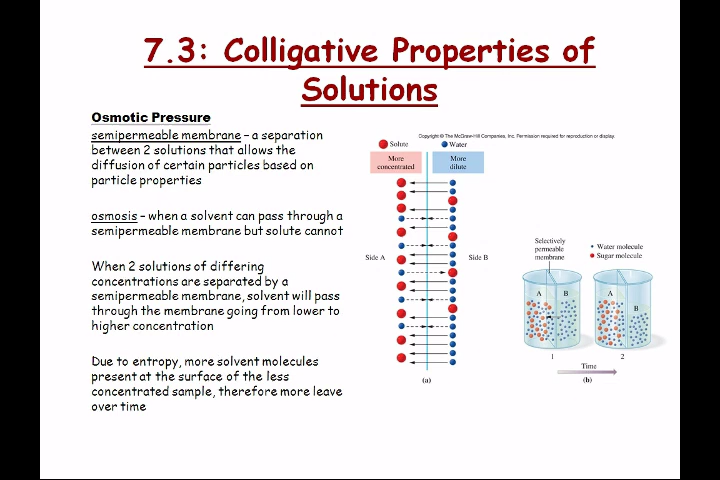 7.3: Colligative Properties of
Solutions
Osmotic Pressure
semipermeable membrane – a separation
between 2 solutions that allows the
diffusion of certain particles based on
particle properties
osmosis – when a solvent can pass through a
semipermeable membrane but solute cannot
When 2 solutions of differing
concentrations are separated by a
semipermeable membrane, solvent will pass
through the membrane going from lower to
higher concentration
Due to entropy, more solvent molecules
present at the surface of the less
concentrated sample, therefore more leave
over time
Copyright © The McGraw-Hill Companies, Inc. Permission required for reproduction or display.
Solute
Water
More
concentrated
More
dilute
Side A
Side B
(a)
Selectively
permeable
membrane
Water molecule
Sugar molecule
A
B
A
B
1
2
Time
(b)